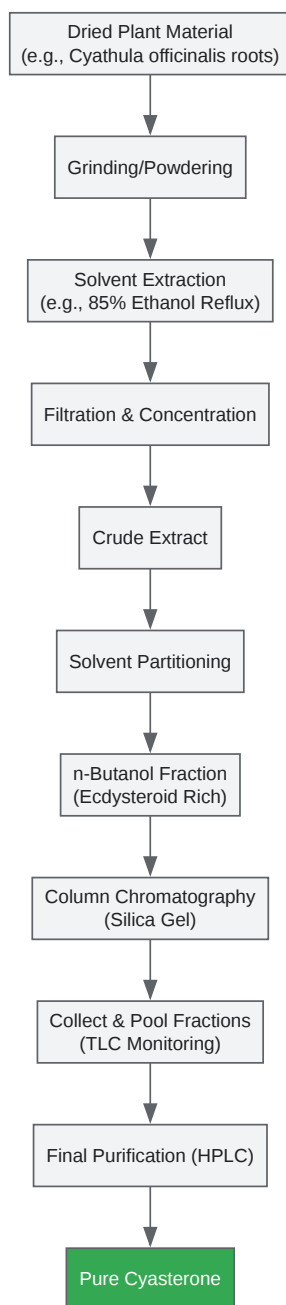 Dried Plant Material
(e.g., Cyathula officinalis roots)
Grinding/Powdering
Solvent Extraction
(e.g., 85% Ethanol Reflux)
Filtration & Concentration
Crude Extract
Solvent Partitioning
n-Butanol Fraction
(Ecdysteroid Rich)
Column Chromatography
(Silica Gel)
Collect & Pool Fractions
(TLC Monitoring)
Final Purification (HPLC)
Pure Cyasterone